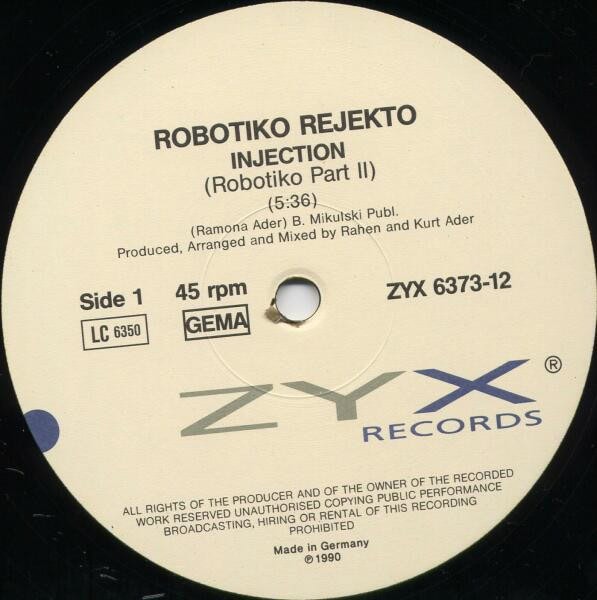 ROBOTIKO REJEKTO
INJECTION
(Robotiko Part II)
(5:36)
(Ramona Ader) B. Mikulski Publ.
Produced, Arranged and Mixed by Rahen and Kurt Ader
Side 1 45 rpm ZYX 6373-12
LC 6350 GEMA
ZYX ®
RECORDS
ALL RIGHTS OF THE PRODUCER AND OF THE OWNER OF THE RECORDED
WORK RESERVED UNAUTHORISED COPYING PUBLIC PERFORMANCE
BROADCASTING, HIRING OR RENTAL OF THIS RECORDING
PROHIBITED
Made in Germany
℗ 1990